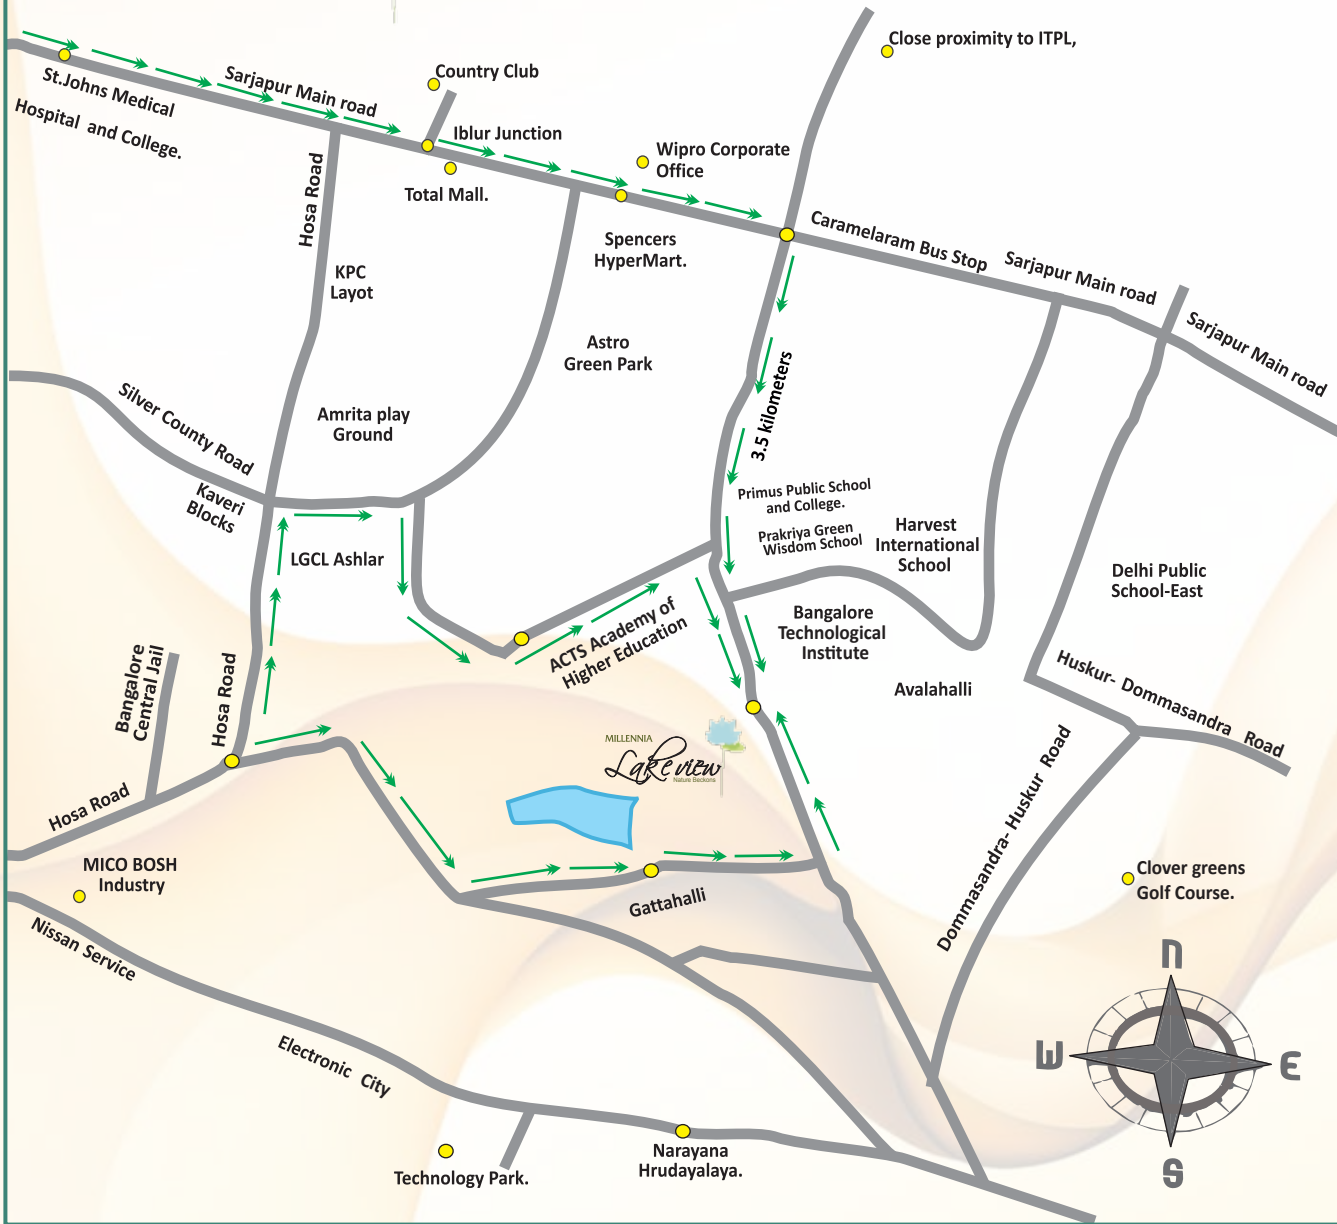 Close proximity to ITPL,
Country Club
Sarjapur Main road
St.Johns Medical
Hospital and College.
Iblur Junction
Wipro Corporate
Office
Total Mall.
Hosa Road
Spencers
HyperMart.
Caramelaram Bus Stop
Sarjapur Main road
Sarjapur Main road
KPC
Layot
Astro
Green Park
3.5 kilometers
Silver County Road
Amrita play
Ground
Kaveri
Blocks
Primus Public School
and College.
Prakriya Green
Wisdom School
Harvest
International
School
LGCL Ashlar
Delhi Public
School-East
Bangalore
Technological
Institute
ACTS Academy of
Higher Education
Bangalore
Central Jail
Hosa Road
Avalahalli
Huskur- Dommasandra Road
MILLENNIA
Lakeview
Nature Beckons
Dommasandra- Huskur Road
Hosa Road
MICO BOSH
Industry
Clover greens
Golf Course.
Gattahalli
Nissan Service
N
W
E
S
Electronic City
Technology Park.
Narayana
Hrudayalaya.